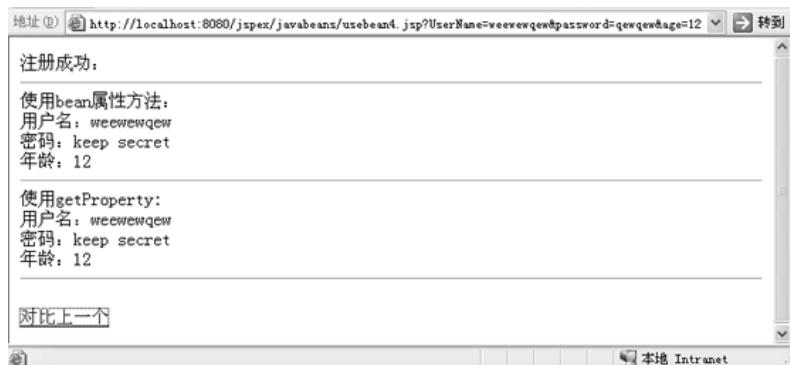 地址(D) http://localhost:8080/jspex/javabeans/usebean4.jsp?UserName=weewewqew&password=qewqew&age=12 转到
注册成功：
使用bean属性方法：
用户名：weewewqew
密码：keep secret
年龄：12
使用getProperty:
用户名：weewewqew
密码：keep secret
年龄：12
对比上一个
本地 Intranet